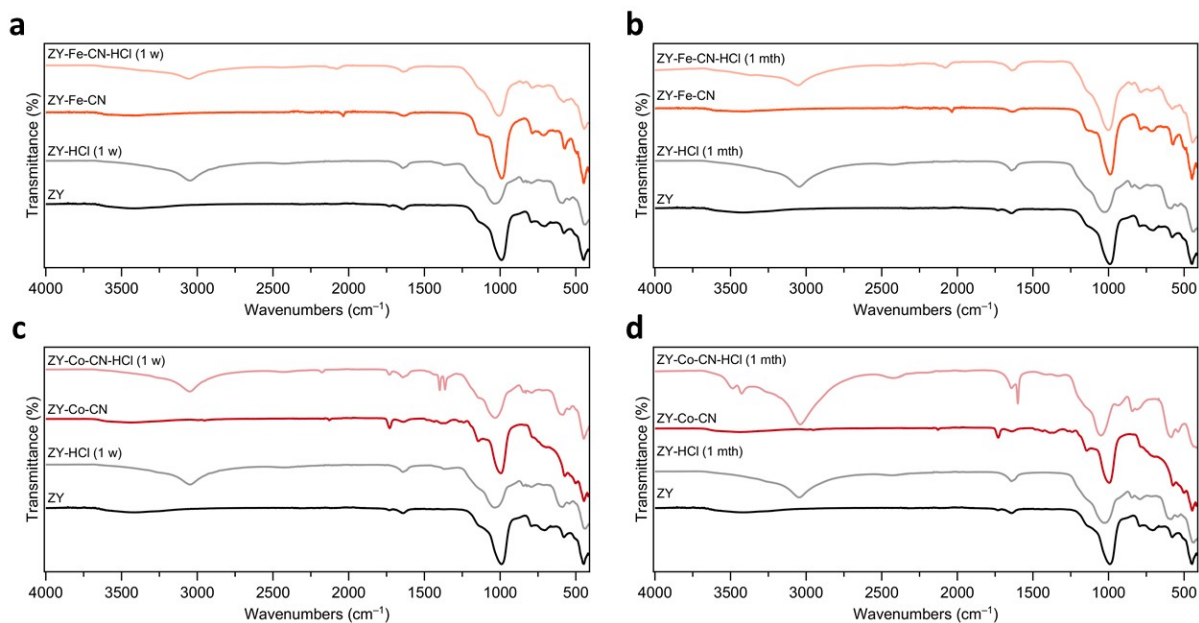 a
ZY-Fe-CN-HCl (1 w)
ZY-Fe-CN
ZY-HCl (1 w)
ZY
Transmittance (%)
4000 3500 3000 2500 2000 1500 1000 500
Wavenumbers (cm⁻¹)
b
ZY-Fe-CN-HCl (1 mth)
ZY-Fe-CN
ZY-HCl (1 mth)
ZY
Transmittance (%)
4000 3500 3000 2500 2000 1500 1000 500
Wavenumbers (cm⁻¹)
c
ZY-Co-CN-HCl (1 w)
ZY-Co-CN
ZY-HCl (1 w)
ZY
Transmittance (%)
4000 3500 3000 2500 2000 1500 1000 500
Wavenumbers (cm⁻¹)
d
ZY-Co-CN-HCl (1 mth)
ZY-Co-CN
ZY-HCl (1 mth)
ZY
Transmittance (%)
4000 3500 3000 2500 2000 1500 1000 500
Wavenumbers (cm⁻¹)